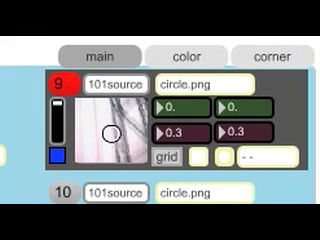 main color corner
9 101source circle.png
0. 0.
0.3 0.3
grid - -
10 101source circle.png